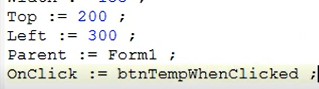 Top := 200 ;
Left := 300 ;
Parent := Form1 ;
OnClick := btnTempWhenClicked ;